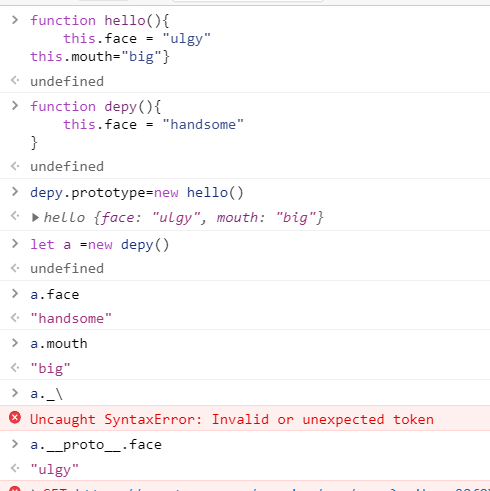 > function hello(){
this.face = "ulgy"
this.mouth="big"}
undefined
> function depy(){
this.face = "handsome"
}
undefined
> depy.prototype=new hello()
hello {face: "ulgy", mouth: "big"}
> let a =new depy()
undefined
> a.face
"handsome"
> a.mouth
"big"
> a._\
Uncaught SyntaxError: Invalid or unexpected token
> a.__proto__.face
"ulgy"